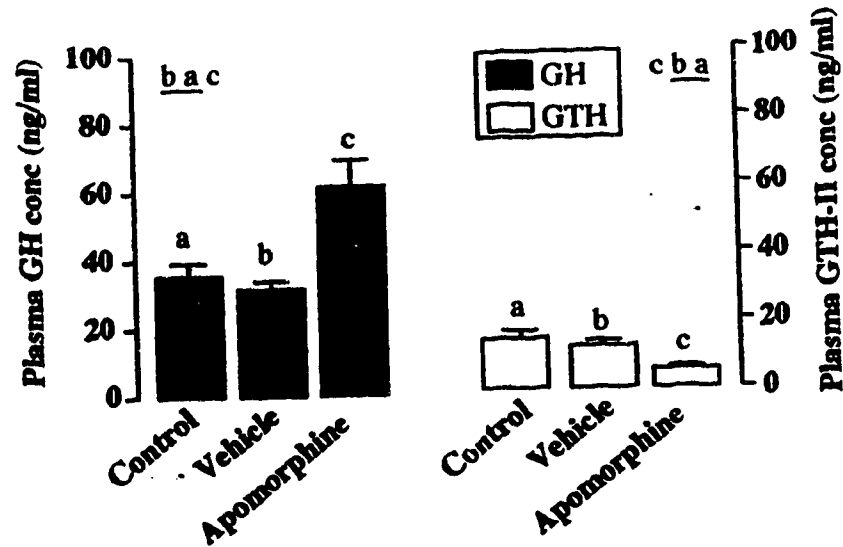 Plasma GH conc (ng/ml)
100
80
60
40
20
0
b a c
a
b
c
Control
Vehicle
Apomorphine
GH
GTH
c b a
a
b
c
Control
Vehicle
Apomorphine
100
80
60
40
20
0
Plasma GTH-II conc (ng/ml)